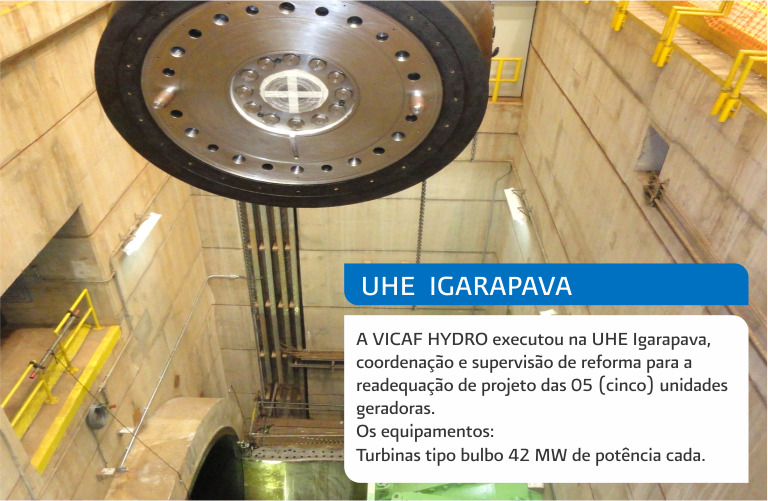 UHE IGARAPAVA
A VICAF HYDRO executou na UHE Igarapava,
coordenação e supervisão de reforma para a
readequação de projeto das 05 (cinco) unidades
geradoras.
Os equipamentos:
Turbinas tipo bulbo 42 MW de potência cada.